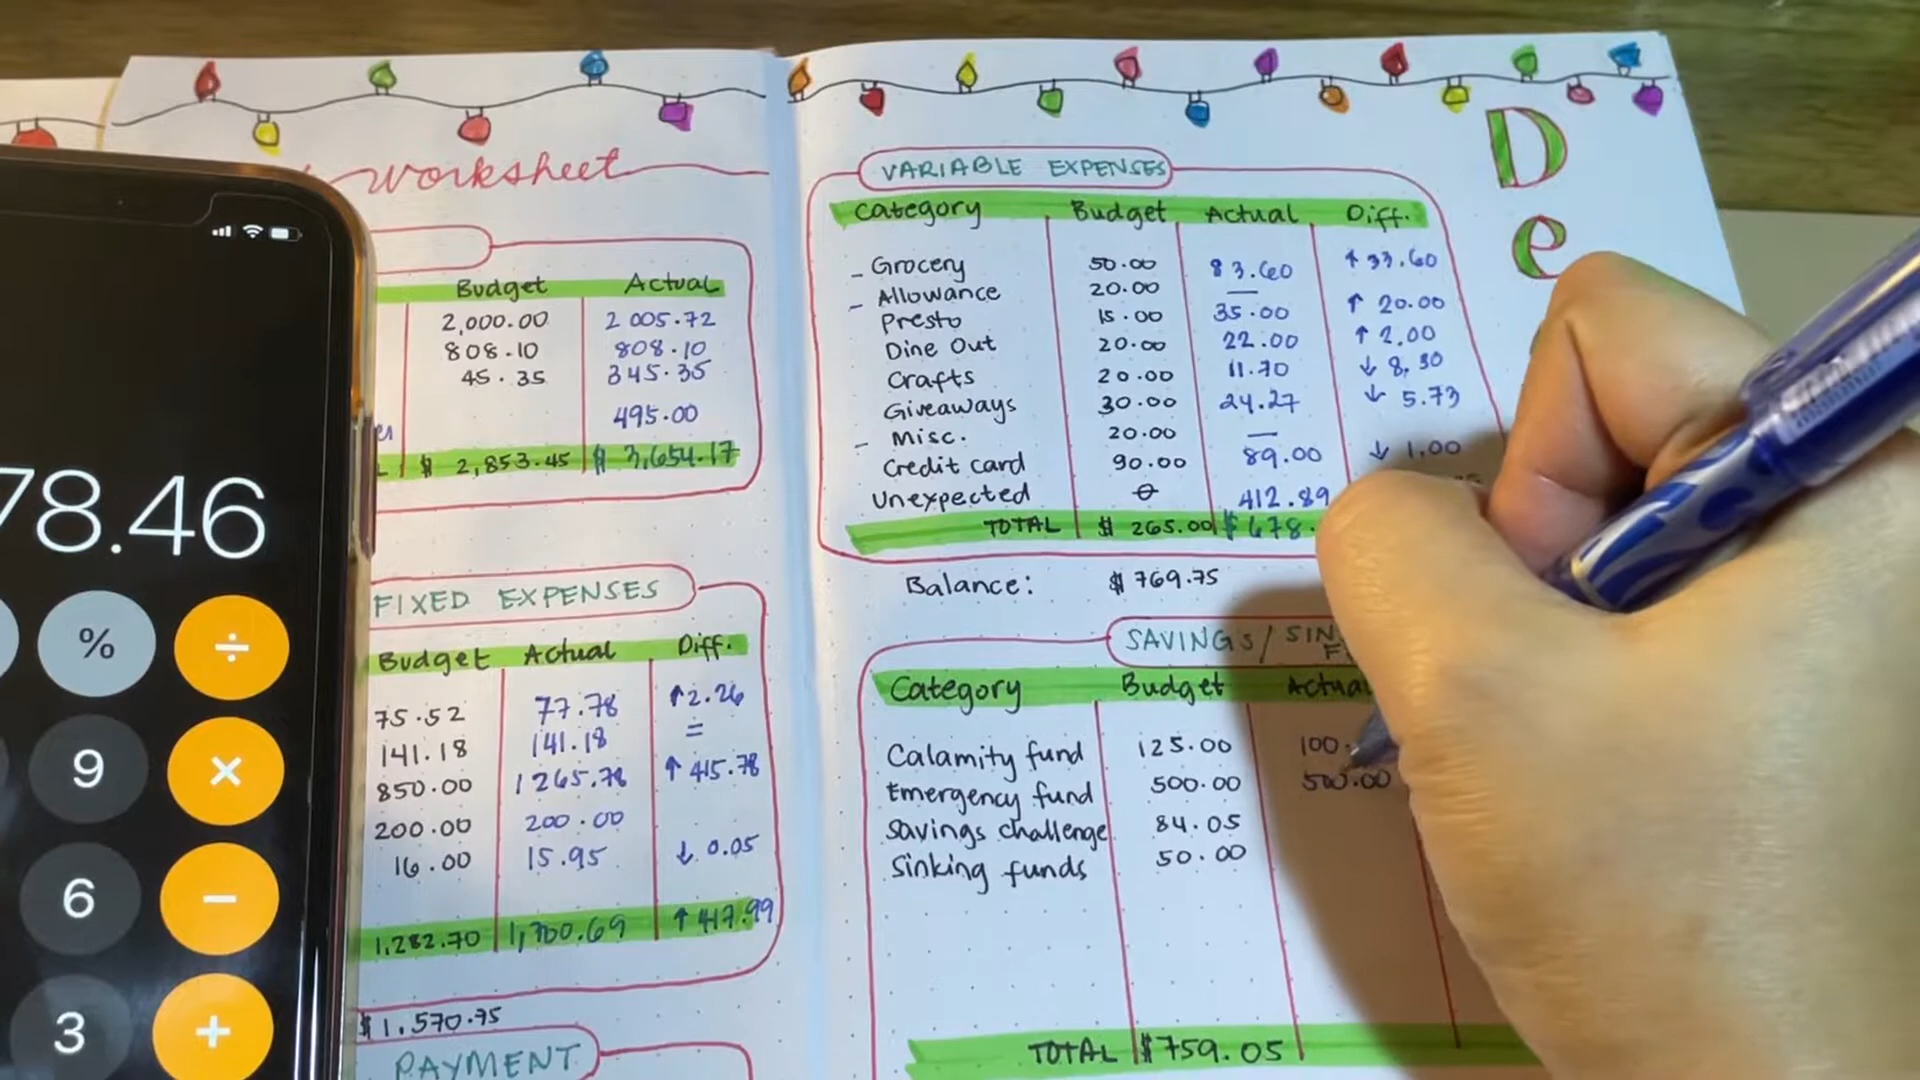 Worksheet
Budget Actual
2,000.00 2 005.72
808.10 808.10
45.35 345.35
495.00
$ 2,853.45 $ 3,654.17
78.46
% ÷
9 ×
6 −
3 +
FIXED EXPENSES
Budget Actual Diff.
75.52 77.78 ↑2.26
141.18 141.18 =
850.00 1265.78 ↑ 415.78
200.00 200.00
16.00 15.95 ↓ 0.05
1,282.70 1,700.69 ↑ 417.99
$1,570.75
PAYMENT
De
VARIABLE EXPENSES
Category Budget Actual Diff.
- Grocery 50.00 83.60 ↑ 33.60
- Allowance 20.00 —
Presto 15.00 35.00 ↑ 20.00
Dine Out 20.00 22.00 ↑ 2.00
Crafts 20.00 11.70 ↓ 8.30
Giveaways 30.00 24.27 ↓ 5.73
- Misc. 20.00 —
Credit card 90.00 89.00 ↓ 1.00
Unexpected 0 412.89
TOTAL $ 265.00 $ 678.
Balance: $ 769.75
SAVINGS/ SIN
Category Budget Actual
Calamity fund 125.00 100.
Emergency fund 500.00 500.00
Savings challenge 84.05
Sinking funds 50.00
TOTAL $759.05